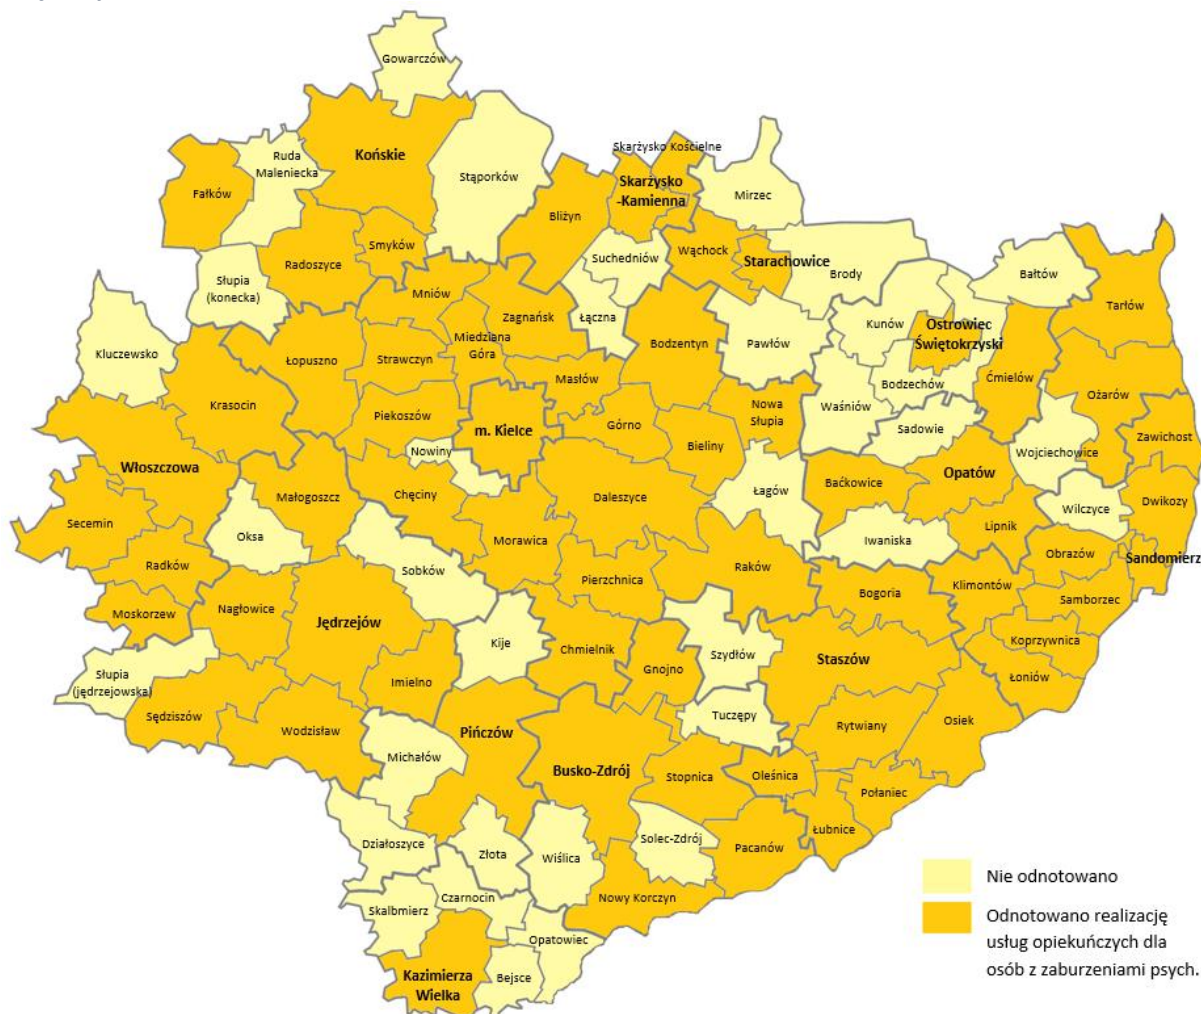 Gowarczów
Końskie
Ruda
Maleniecka
Fałków
Stąporków
Skarżysko Kościelne
Skarżysko
-Kamienna
Mirzec
Bliżyn
Smyków
Radoszyce
Słupia
(konecka)
Suchedniów
Wąchock
Starachowice
Brody
Bałtów
Tarłów
Mniów
Zagnańsk
Łączna
Kluczewsko
Łopuszno
Strawczyn
Miedziana
Góra
Bodzentyn
Pawłów
Kunów
Ostrowiec
Świętokrzyski
Masłów
Bodzechów
Ćmielów
Ożarów
Krasocin
Piekoszów
m. Kielce
Górno
Nowa
Słupia
Waśniów
Sadowie
Zawichost
Nowiny
Bieliny
Wojciechowice
Włoszczowa
Małogoszcz
Chęciny
Daleszyce
Łagów
Baćkowice
Opatów
Wilczyce
Dwikozy
Secemin
Oksa
Morawica
Iwaniska
Lipnik
Radków
Sobków
Pierzchnica
Raków
Obrazów
Sandomierz
Moskorzew
Nagłowice
Jędrzejów
Bogoria
Klimontów
Samborzec
Kije
Chmielnik
Szydłów
Koprzywnica
Słupia
(jędrzejowska)
Imielno
Gnojno
Staszów
Łoniów
Sędziszów
Wodzisław
Pińczów
Tuczępy
Rytwiany
Osiek
Michałów
Busko-Zdrój
Stopnica
Oleśnica
Połaniec
Działoszyce
Złota
Wiślica
Solec-Zdrój
Pacanów
Łubnice
Skalbmierz
Czarnocin
Nowy Korczyn
Opatowiec
Kazimierza
Wielka
Bejsce
Nie odnotowano
Odnotowano realizację
usług opiekuńczych dla
osób z zaburzeniami psych.